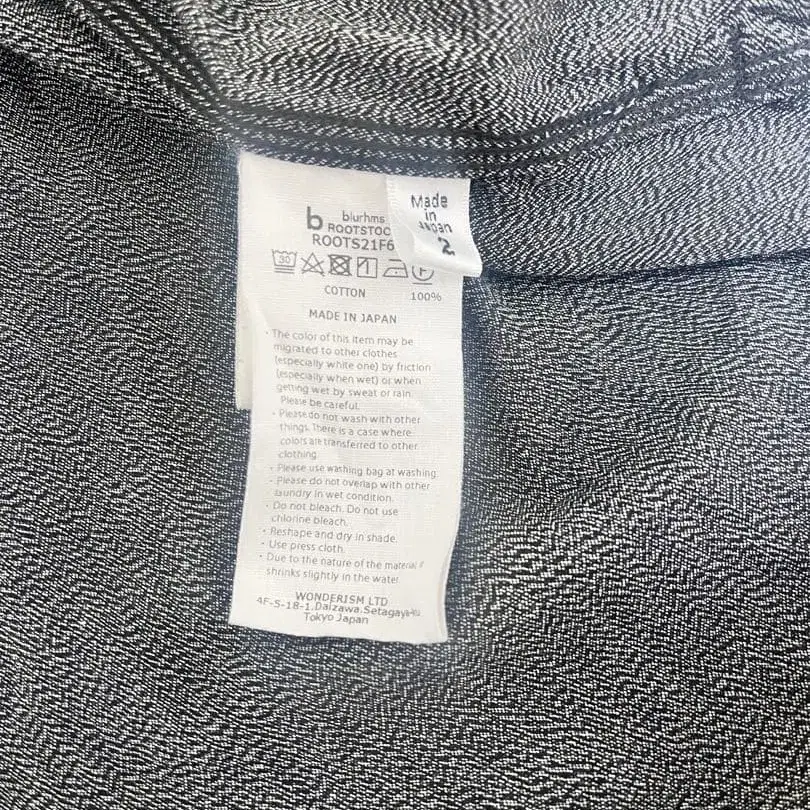 b
blurhms
ROOTSTOC
ROOTS21F6
Made
in
Japan
2
30
COTTON 100%
MADE IN JAPAN
・The color of this item may be
migrated to other clothes
(especially white one) by friction
(especially when wet) or when
getting wet by sweat or rain.
Please be careful.
・Please do not wash with other
things. There is a case where
colors are transferred to other
clothing.
・Please use washing bag at washing.
・Please do not overlap with other
laundry in wet condition.
・Do not bleach. Do not use
chlorine bleach.
・Reshape and dry in shade.
・Use press cloth.
・Due to the nature of the material it
shrinks slightly in the water.
WONDERISM LTD
4F-5-18-1.Daizawa.Setagaya-ku
Tokyo Japan